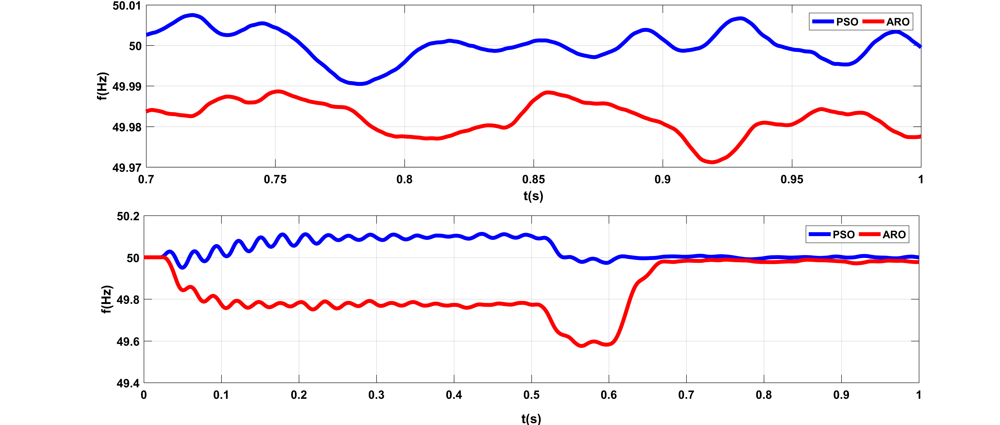 50.01
PSO ARO
50
49.99
f(Hz)
49.98
49.97
0.7 0.75 0.8 0.85 0.9 0.95 1
t(s)
50.2
PSO ARO
50
49.8
f(Hz)
49.6
49.4
0 0.1 0.2 0.3 0.4 0.5 0.6 0.7 0.8 0.9 1
t(s)